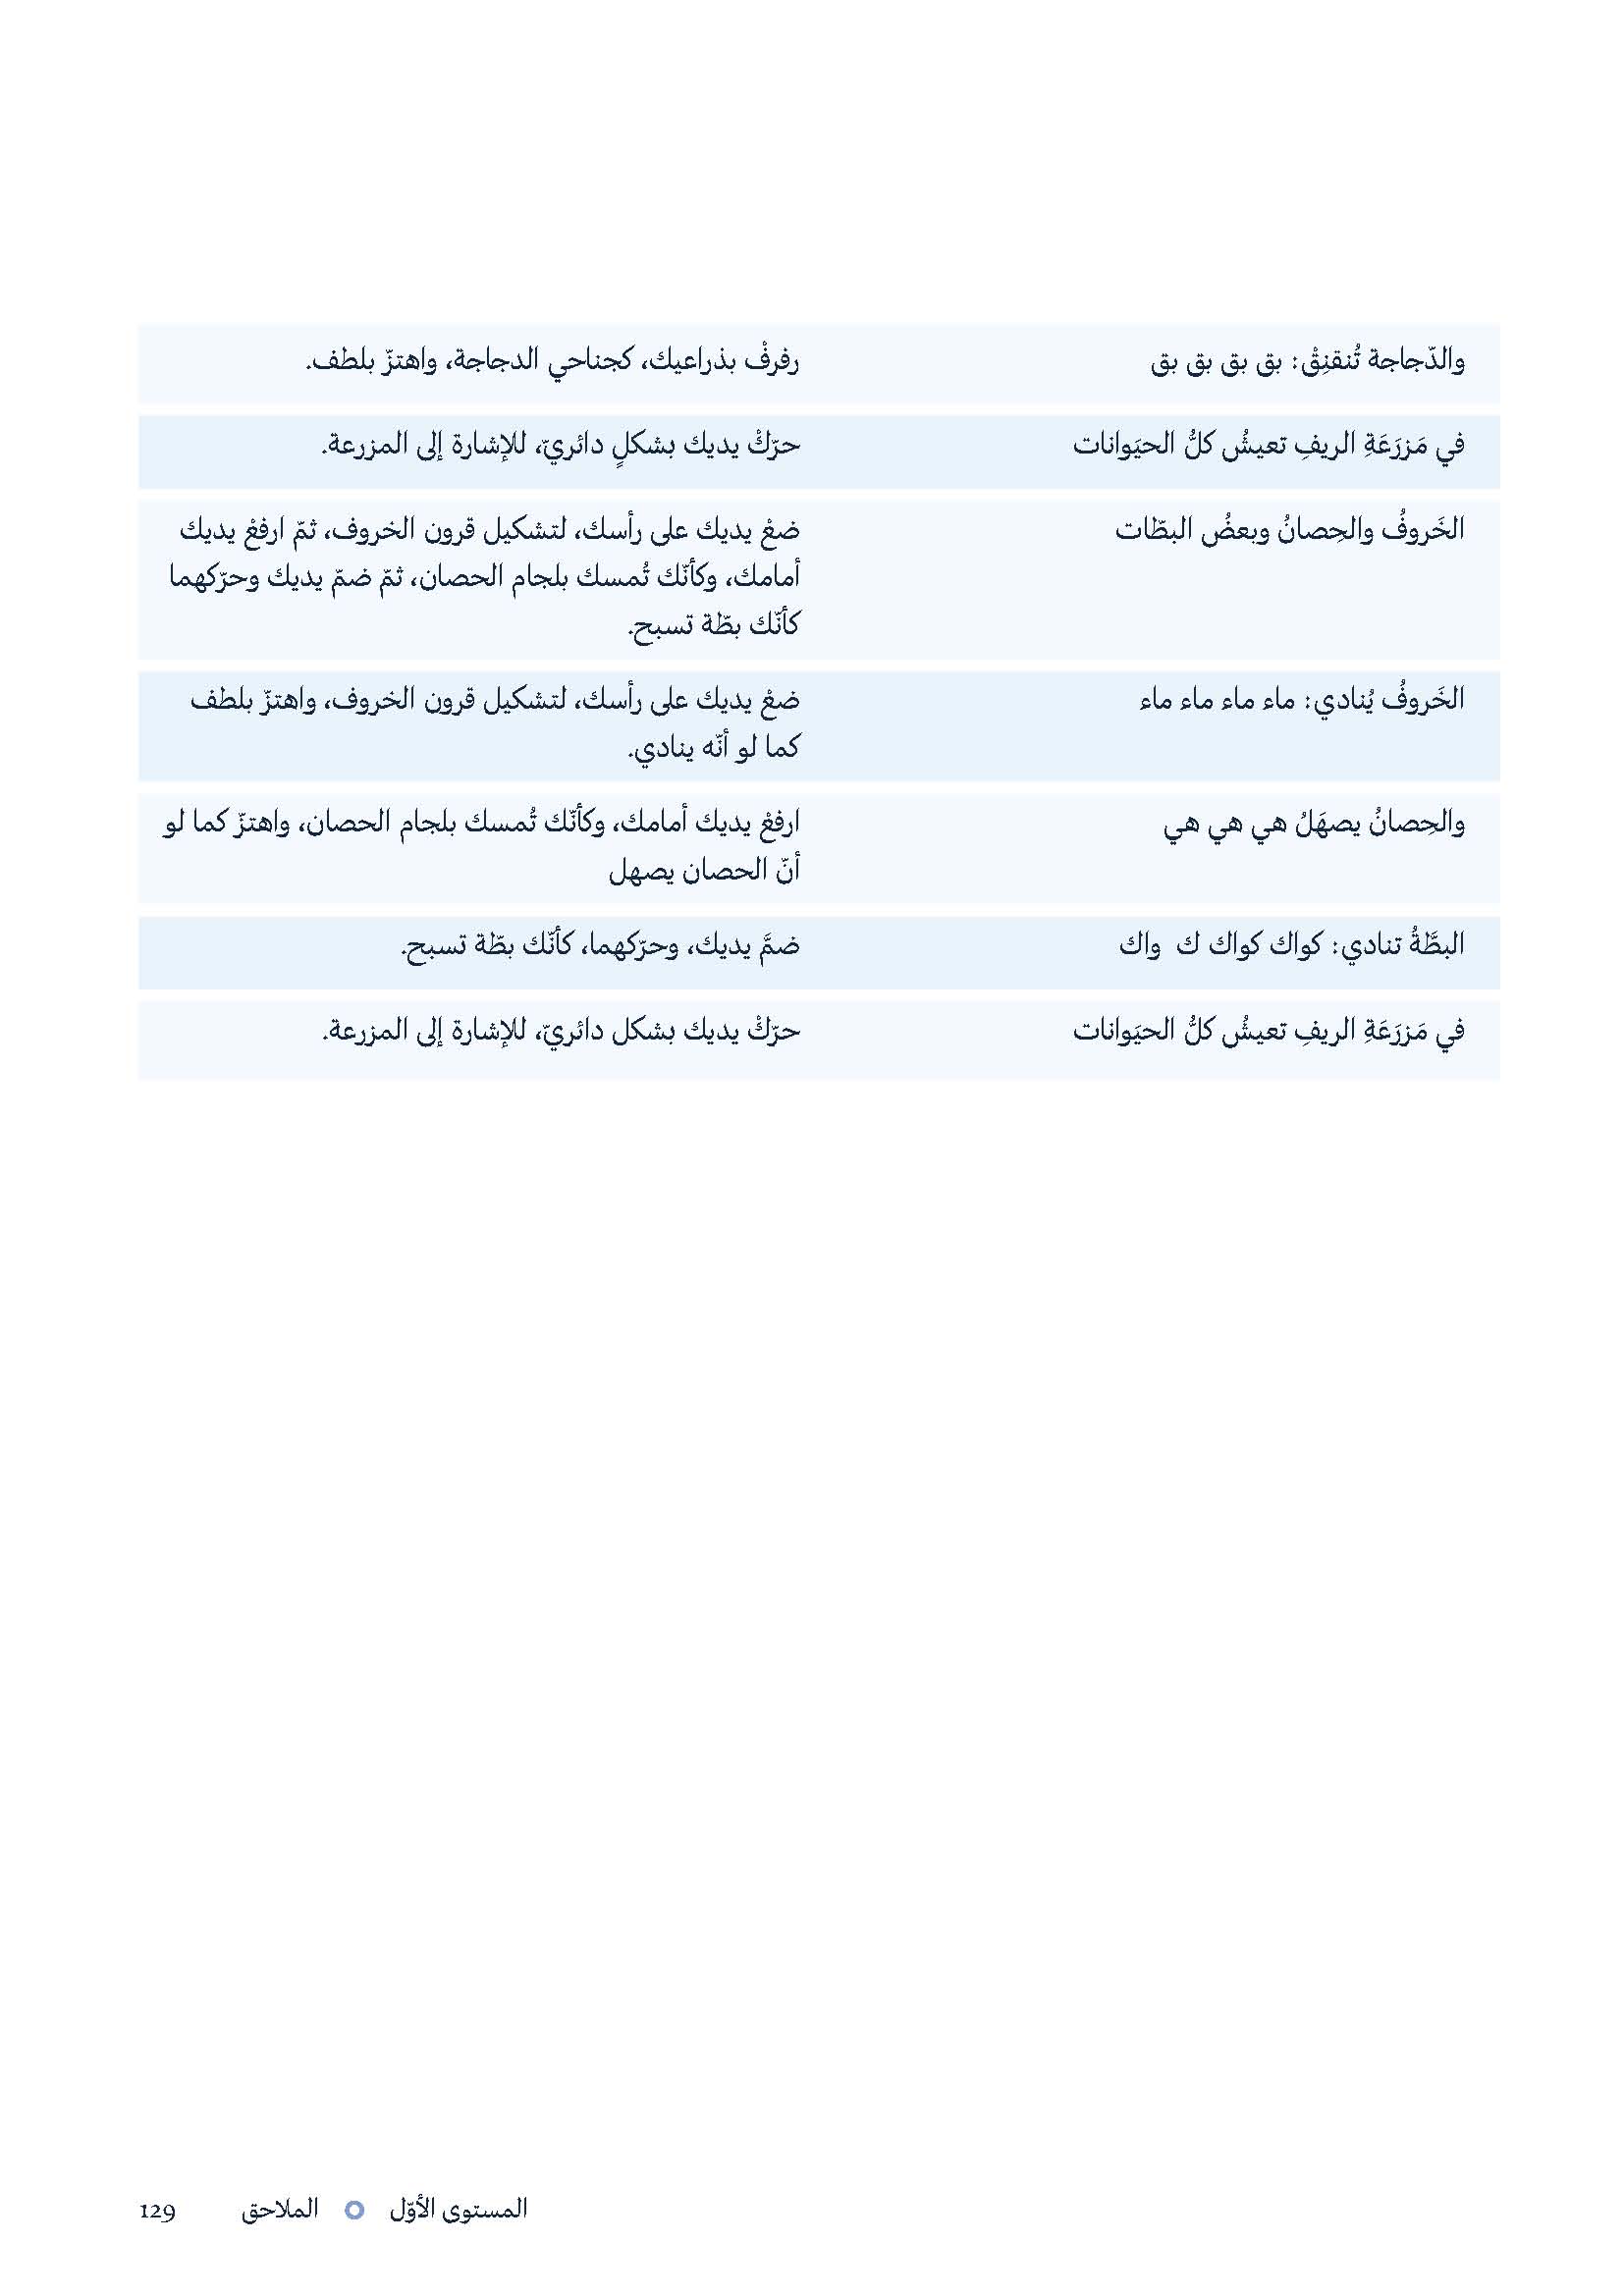 والدّجاجة تُنقنِقْ: بق بق بق بق
رفرفْ بذراعيك، كجناحي الدجاجة، واهتزّ بلطف.
في مَزرَعَةِ الريفِ تعيشُ كلُّ الحيَوانات
حرّكْ يديك بشكلٍ دائريّ، للإشارة إلى المزرعة.
الخَروفُ والحِصانُ وبعضُ البطّات
ضعْ يديك على رأسك، لتشكيل قرون الخروف، ثمّ ارفعْ يديك
أمامك، وكأنّك تُمسك بلجام الحصان، ثمّ ضمّ يديك وحرّكهما
كأنّك بطّة تسبح.
الخَروفُ يُنادي: ماء ماء ماء ماء
ضعْ يديك على رأسك، لتشكيل قرون الخروف، واهتزّ بلطف
كما لو أنّه ينادي.
والحِصانُ يصهَلُ هي هي هي
ارفعْ يديك أمامك، وكأنّك تُمسك بلجام الحصان، واهتزّ كما لو
أنّ الحصان يصهل
البطَّةُ تنادي: كواك كواك ك واك
ضمَّ يديك، وحرّكهما، كأنّك بطّة تسبح.
في مَزرَعَةِ الريفِ تعيشُ كلُّ الحيَوانات
حرّكْ يديك بشكل دائريّ، للإشارة إلى المزرعة.
المستوى الأوّل الملاحق 129